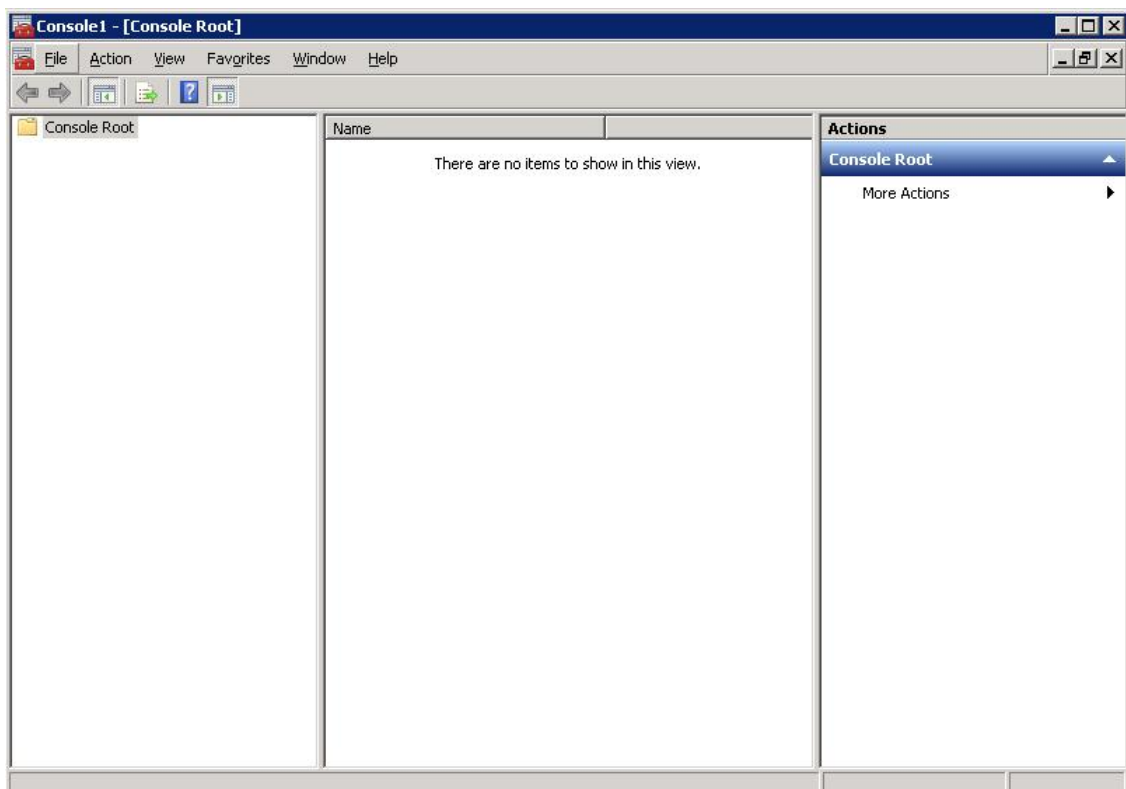 Console1 - [Console Root]
File Action View Favorites Window Help
Console Root
Name
There are no items to show in this view.
Actions
Console Root
More Actions